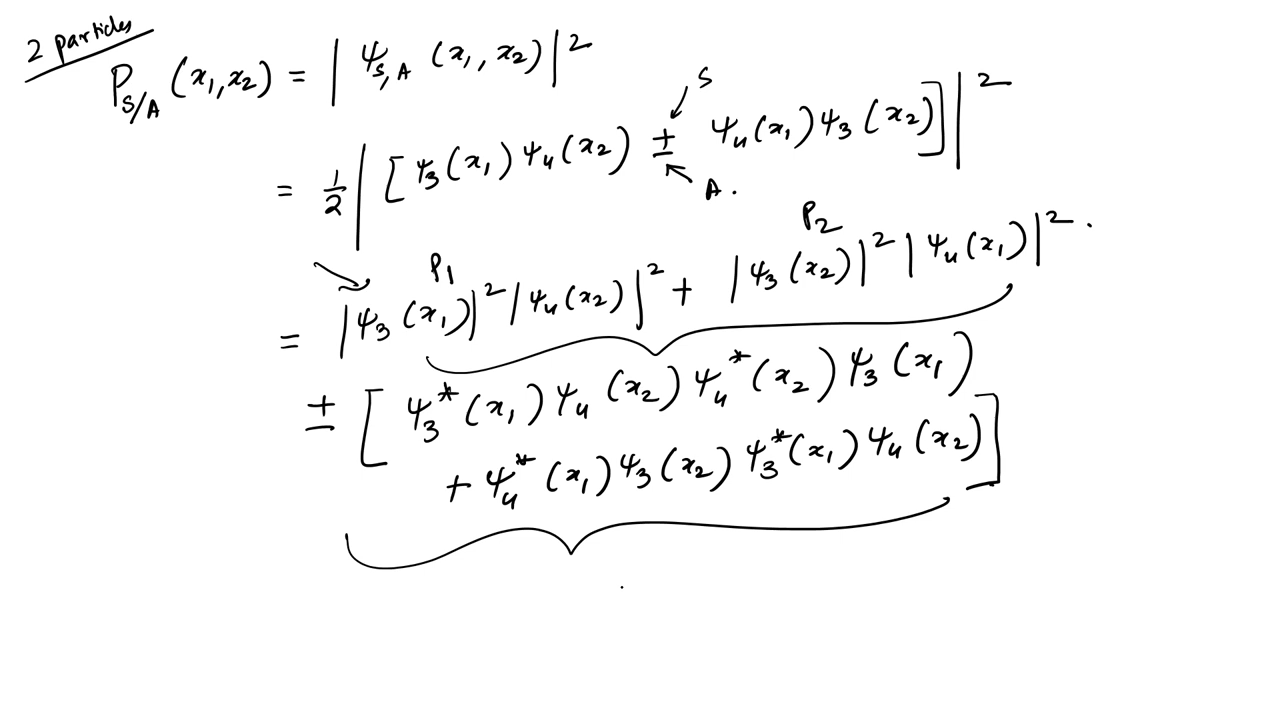 2 particles
P_{S/A} (x₁,x₂) = | ψ_{S,A} (x₁, x₂) |²
S
= 1/2 | [ ψ₃(x₁) ψ₄(x₂) ± ψ₄(x₁) ψ₃(x₂) ] |²
A.
P₁ P₂
= |ψ₃(x₁)|² |ψ₄(x₂)|² + |ψ₃(x₂)|² |ψ₄(x₁)|².
± [ ψ₃*(x₁) ψ₄(x₂) ψ₄*(x₂) ψ₃(x₁)
+ ψ₄*(x₁) ψ₃(x₂) ψ₃*(x₁) ψ₄(x₂) ]